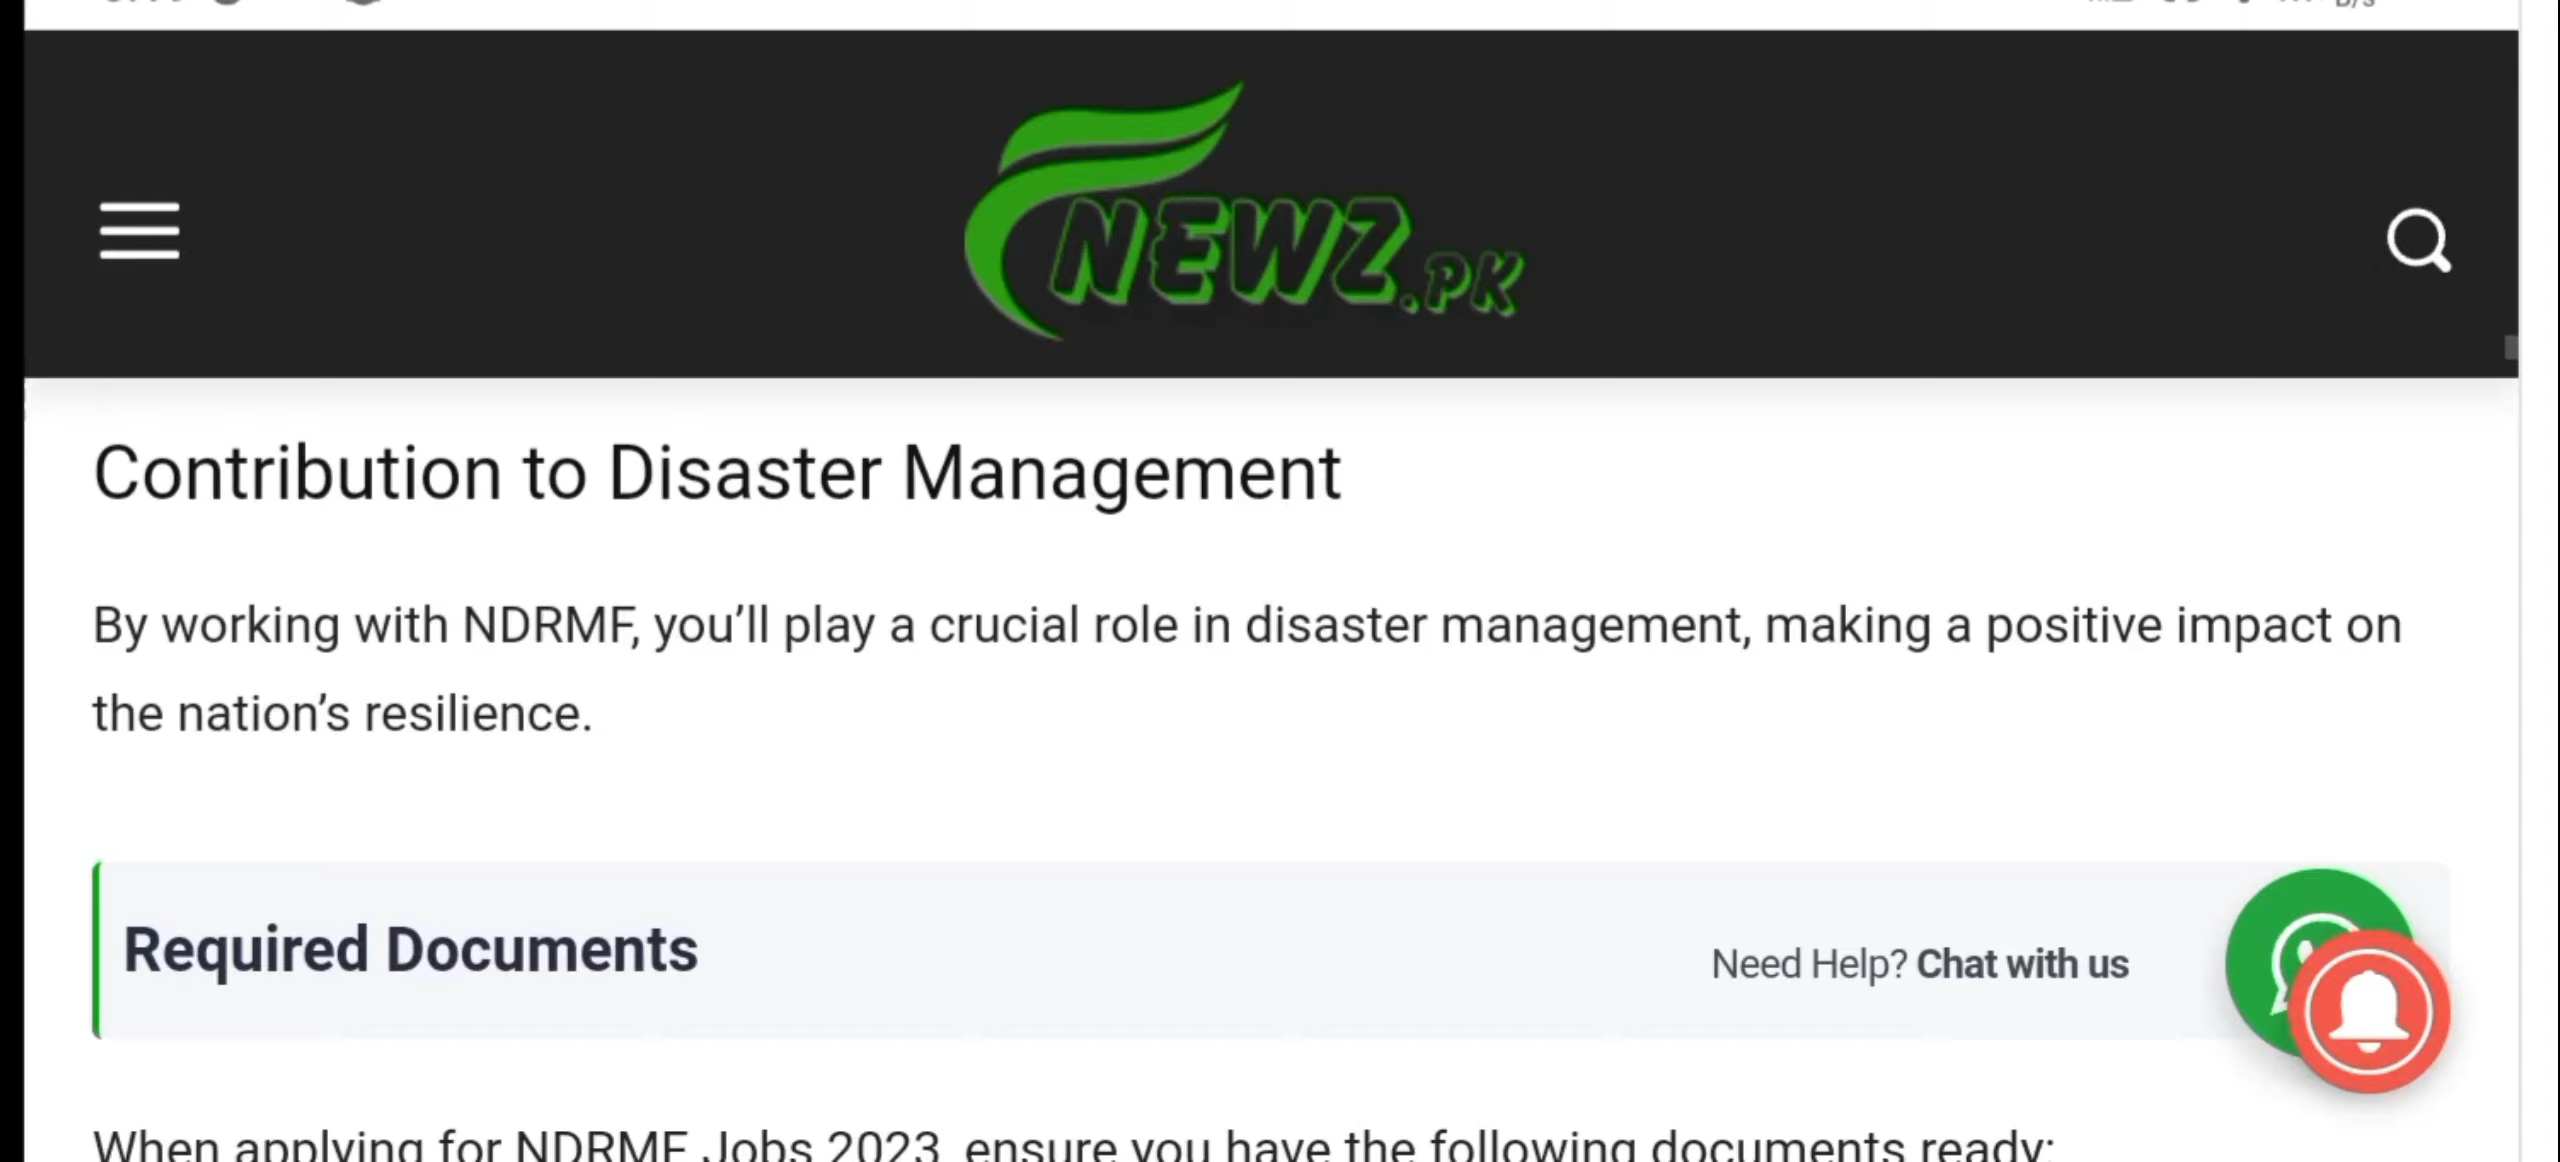 NEWZ.PK
Contribution to Disaster Management
By working with NDRMF, you’ll play a crucial role in disaster management, making a positive impact on
the nation’s resilience.
Required Documents
Need Help? Chat with us
When applying for NDRMF Jobs 2023, ensure you have the following documents ready: